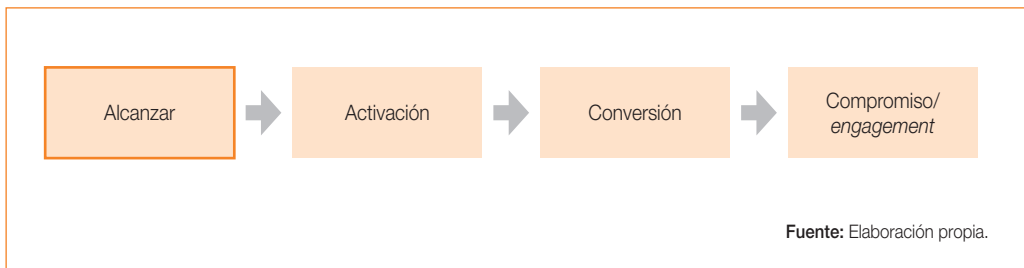 Alcanzar
Activación
Conversión
Compromiso/
engagement
Fuente: Elaboración propia.